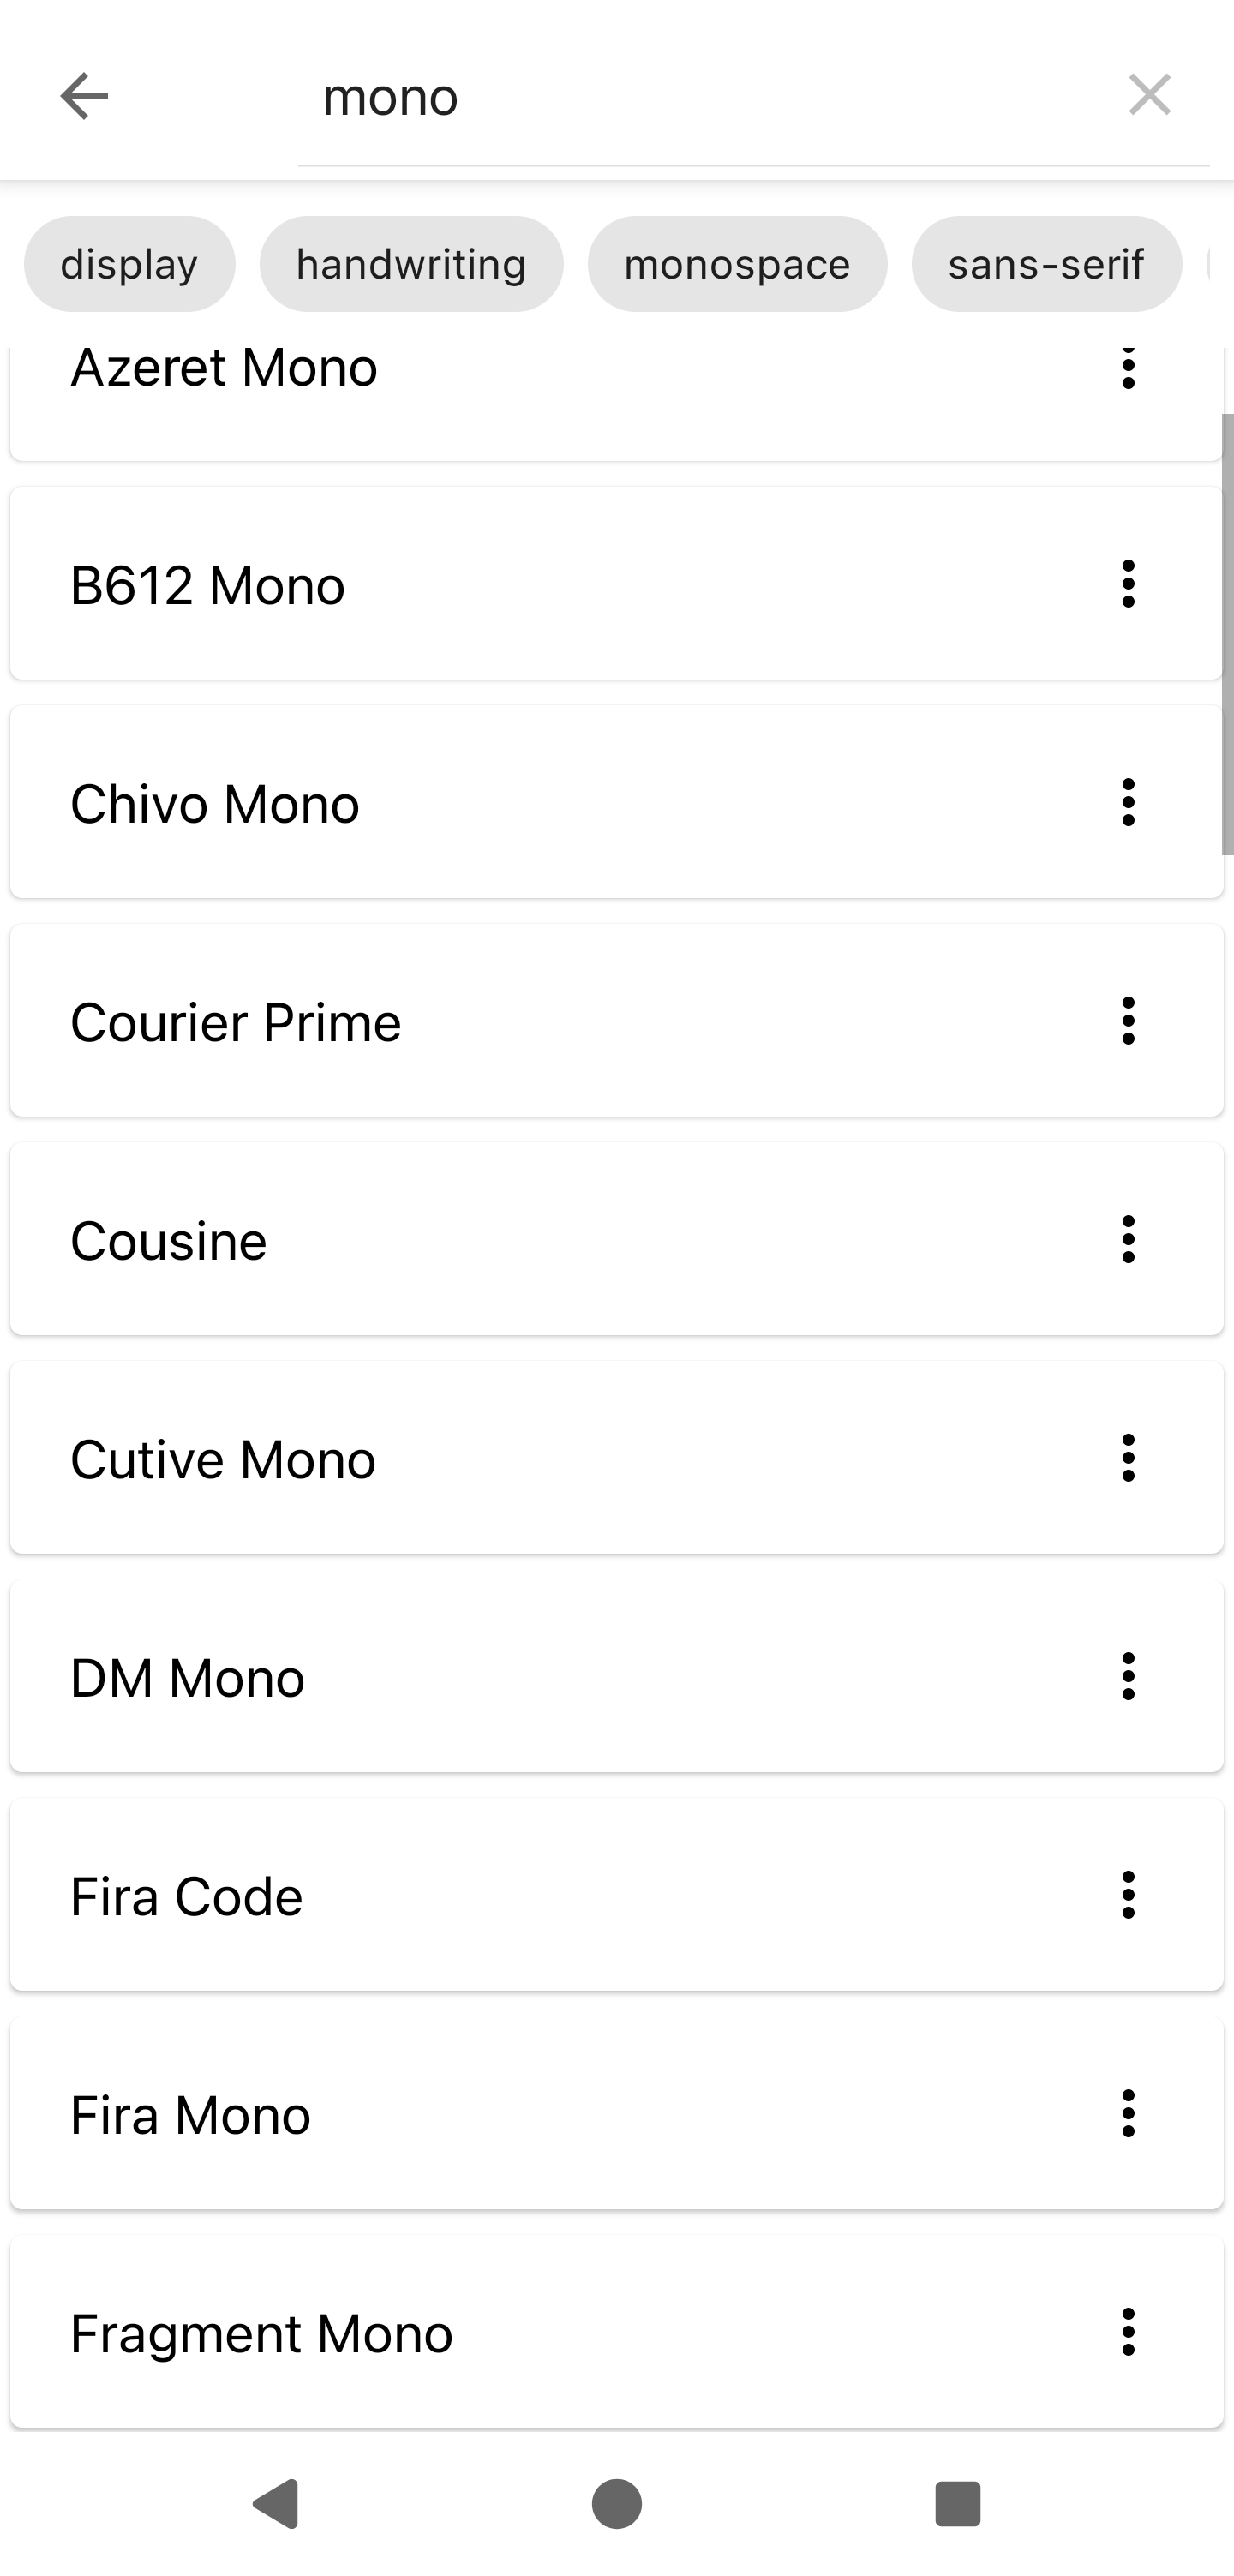 mono
display handwriting monospace sans-serif
Azeret Mono
B612 Mono
Chivo Mono
Courier Prime
Cousine
Cutive Mono
DM Mono
Fira Code
Fira Mono
Fragment Mono